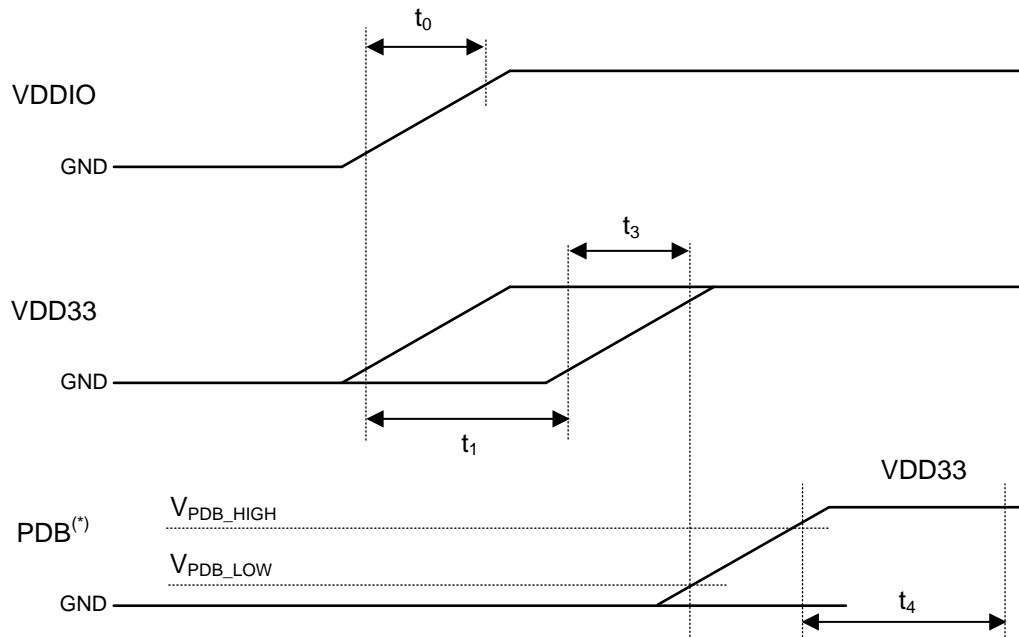 t0
VDDIO
GND
t3
VDD33
GND
t1
VDD33
VPDB_HIGH
PDB(*)
VPDB_LOW
GND
t4